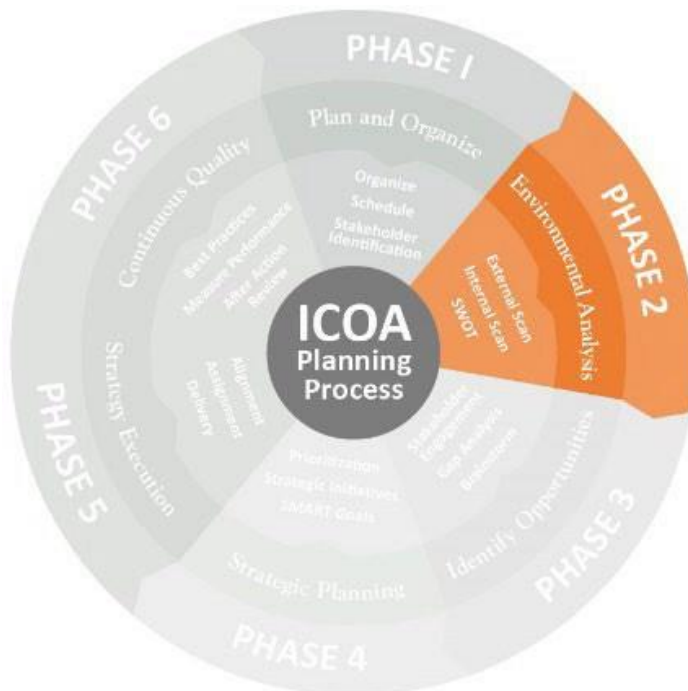 PHASE I
Plan and Organize
Organize
Schedule
Stakeholder
Identification
PHASE 2
Environmental Analysis
External Scan
Internal Scan
SWOT
PHASE 3
Identify Opportunities
Stakeholder
Engagement
Gap Analysis
Brainstorm
PHASE 4
Strategic Planning
Prioritization
Strategic Initiatives
SMART Goals
PHASE 5
Strategy Execution
Alignment
Assignment
Delivery
PHASE 6
Continuous Quality
Best Practices
Measure Performance
After Action
Review
ICOA
Planning
Process